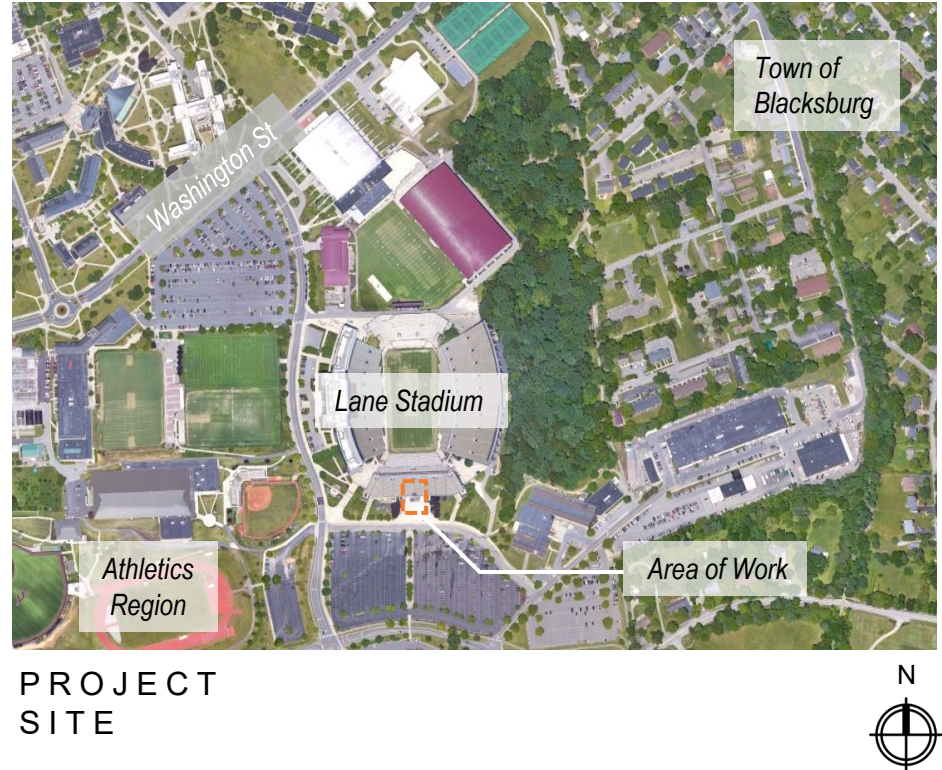 Town of
Blacksburg
Washington St
Lane Stadium
Athletics
Region
Area of Work
PROJECT
SITE
N